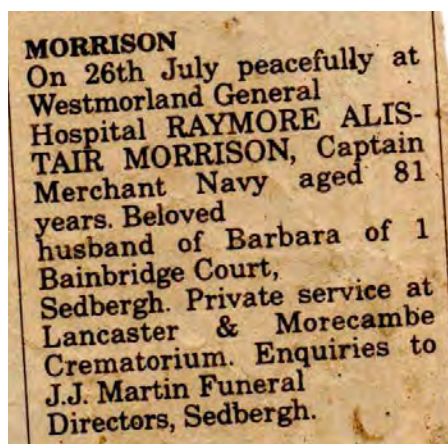 MORRISON
On 26th July peacefully at
Westmorland General
Hospital RAYMORE ALIS-
TAIR MORRISON, Captain
Merchant Navy aged 81
years. Beloved
husband of Barbara of 1
Bainbridge Court,
Sedbergh. Private service at
Lancaster & Morecambe
Crematorium. Enquiries to
J.J. Martin Funeral
Directors, Sedbergh.